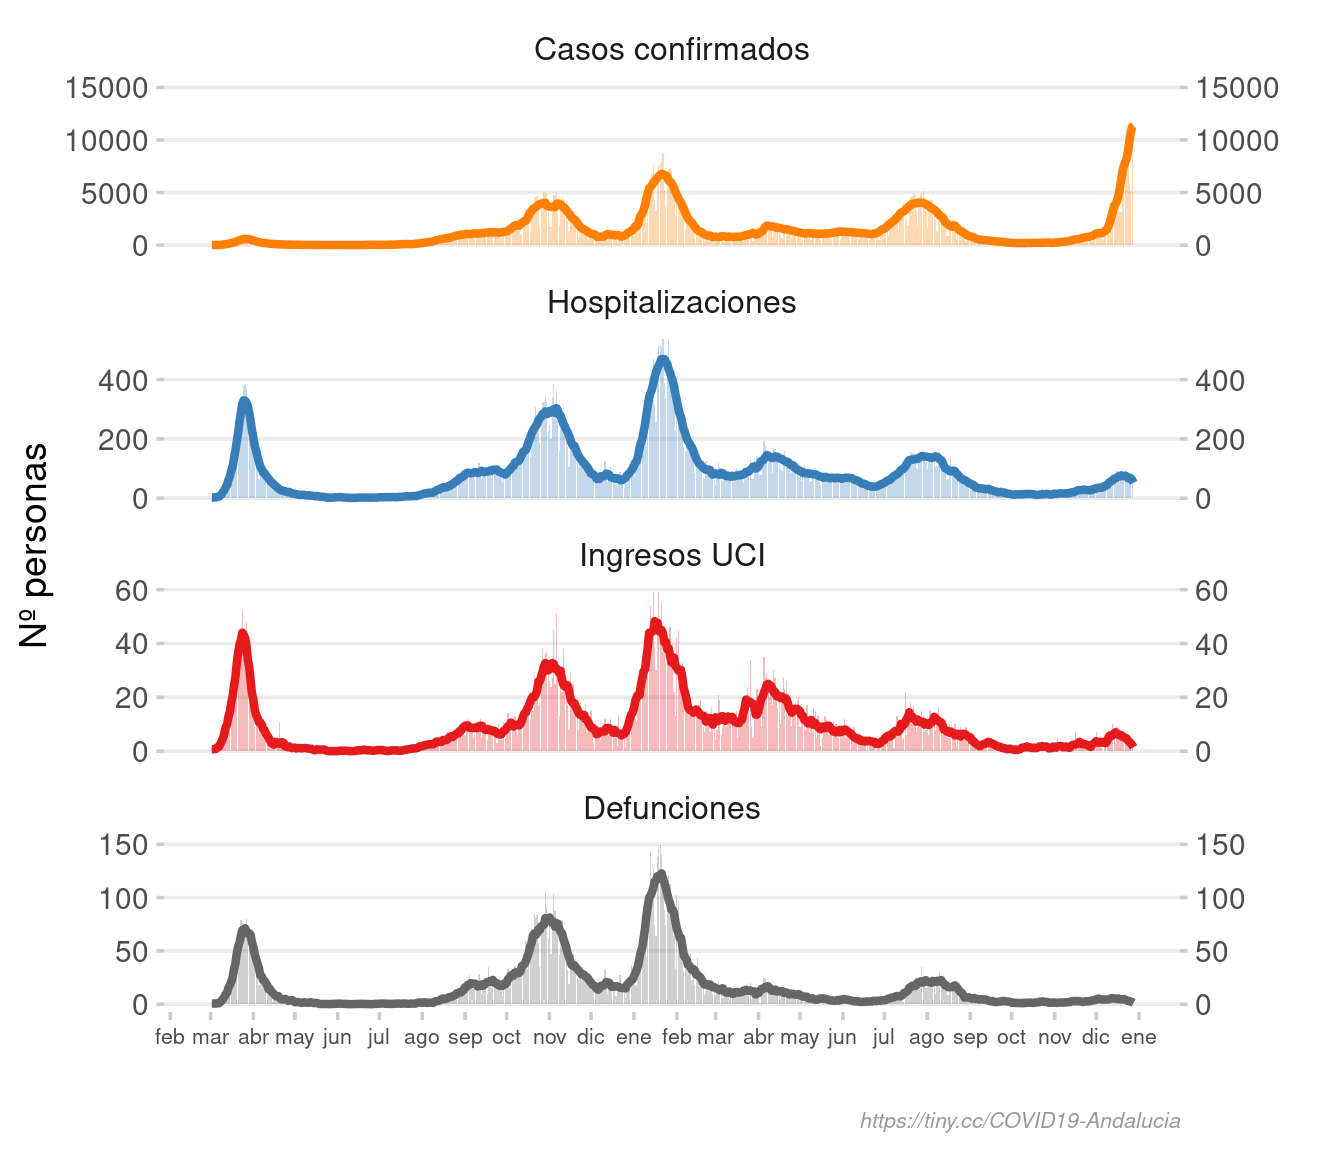 Casos confirmados
15000 15000
10000 10000
5000 5000
0 0
Hospitalizaciones
400 400
200 200
0 0
Nº personas
Ingresos UCI
60 60
40 40
20 20
0 0
Defunciones
150 150
100 100
50 50
0 0
feb mar abr may jun jul ago sep oct nov dic ene feb mar abr may jun jul ago sep oct nov dic ene
https://tiny.cc/COVID19-Andalucia